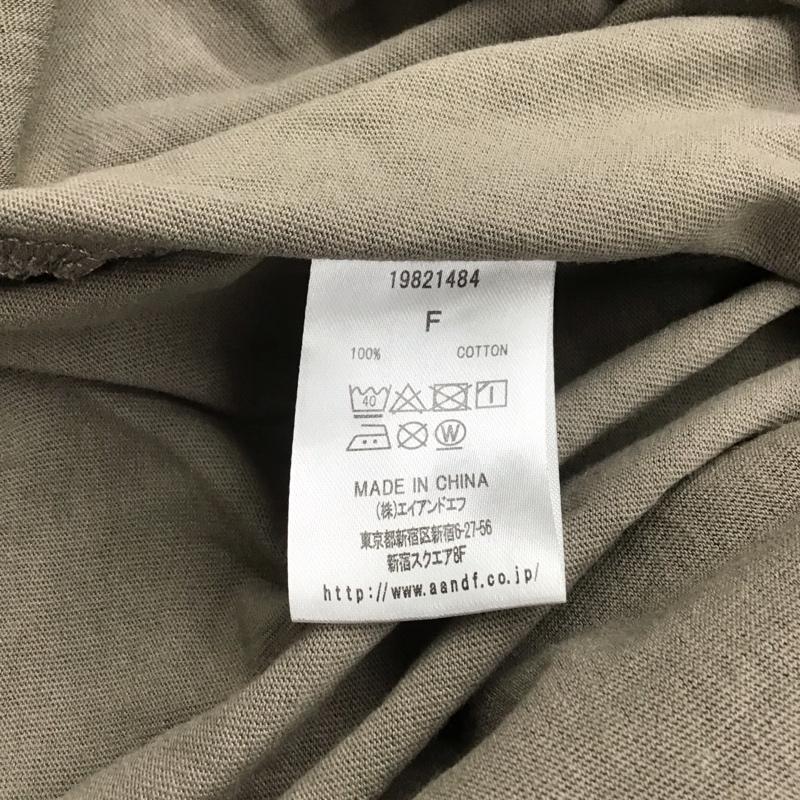 19821484
F
100% COTTON
40
W
MADE IN CHINA
(株)エイアンドエフ
東京都新宿区新宿6-27-56
新宿スクエア8F
http://www.aandf.co.jp/